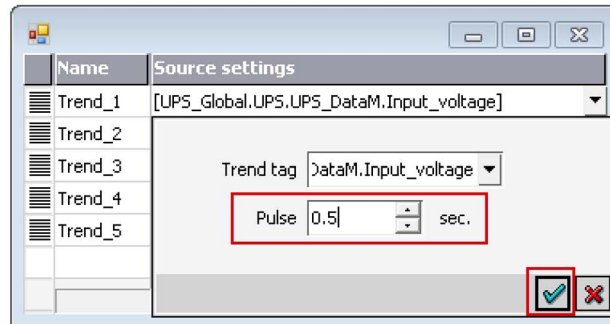 Name Source settings
Trend_1 [UPS_Global.UPS.UPS_DataM.Input_voltage]
Trend_2
Trend_3
Trend_4
Trend_5
Trend tag DataM.Input_voltage
Pulse 0.5 sec.